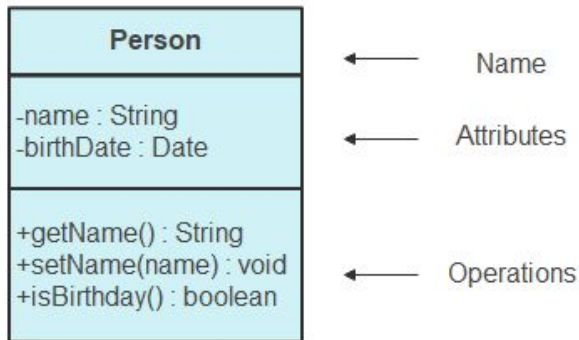 Person
Name
-name : String
-birthDate : Date
Attributes
+getName() : String
+setName(name) : void
+isBirthday() : boolean
Operations